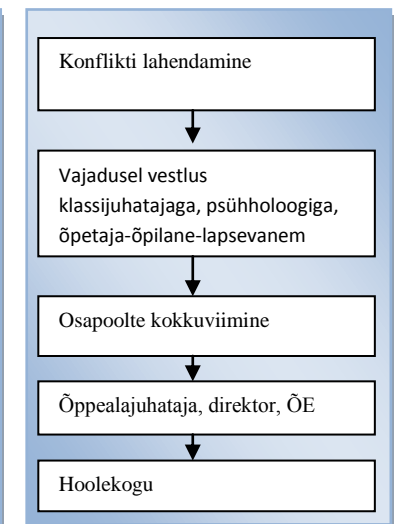 Konflikti lahendamine
Vajadusel vestlus
klassijuhatajaga, psühholoogiga,
õpetaja-õpilane-lapsevanem
Osapoolte kokkuviimine
Õppealajuhataja, direktor, ÕE
Hoolekogu